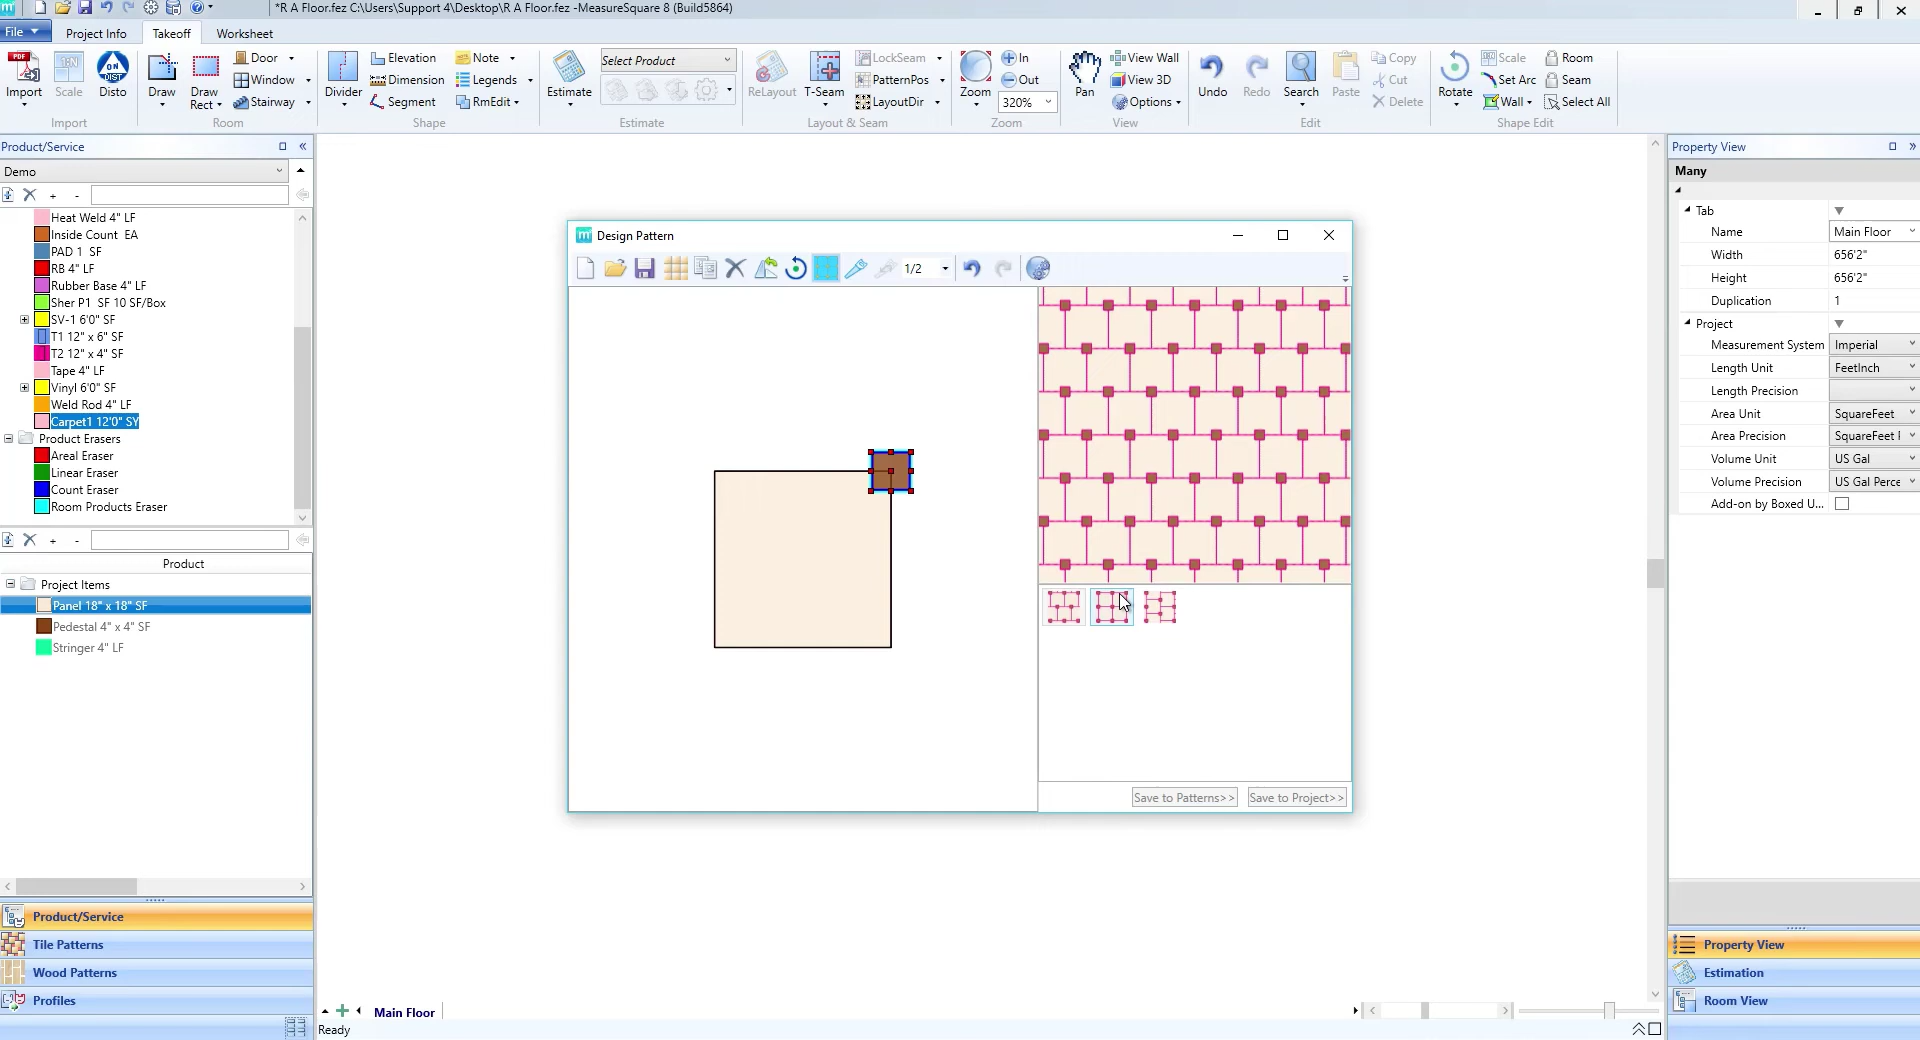 *R A Floor.fez C:\Users\Support 4\Desktop\R A Floor.fez -MeasureSquare 8 (Build5864)
File
Project Info
Takeoff
Worksheet
Import
Scale
Disto
Import
Draw
Draw Rect
Door
Window
Stairway
Room
Divider
Elevation
Dimension
Segment
Note
Legends
RmEdit
Shape
Estimate
Select Product
Estimate
ReLayout
T-Seam
LockSeam
PatternPos
LayoutDir
Layout & Seam
Zoom
In
Out
320%
Zoom
Pan
View Wall
View 3D
Options
View
Undo
Redo
Search
Paste
Copy
Cut
Delete
Edit
Rotate
Scale
Set Arc
Wall
Room
Seam
Select All
Shape Edit
Product/Service
Demo
Heat Weld 4" LF
Inside Count EA
PAD 1 SF
RB 4" LF
Rubber Base 4" LF
Sher P1 SF 10 SF/Box
SV-1 6'0" SF
T1 12" x 6" SF
T2 12" x 4" SF
Tape 4" LF
Vinyl 6'0" SF
Weld Rod 4" LF
Carpet1 12'0" SY
Product Erasers
Areal Eraser
Linear Eraser
Count Eraser
Room Products Eraser
Product
Project Items
Panel 18" x 18" SF
Pedestal 4" x 4" SF
Stringer 4" LF
Product/Service
Tile Patterns
Wood Patterns
Profiles
Design Pattern
1/2
Save to Patterns>>
Save to Project>>
Main Floor
Ready
Property View
Many
Tab
Name Main Floor
Width 656'2"
Height 656'2"
Duplication 1
Project
Measurement System Imperial
Length Unit FeetInch
Length Precision
Area Unit SquareFeet
Area Precision SquareFeet
Volume Unit US Gal
Volume Precision US Gal Perce
Add-on by Boxed U...
Property View
Estimation
Room View